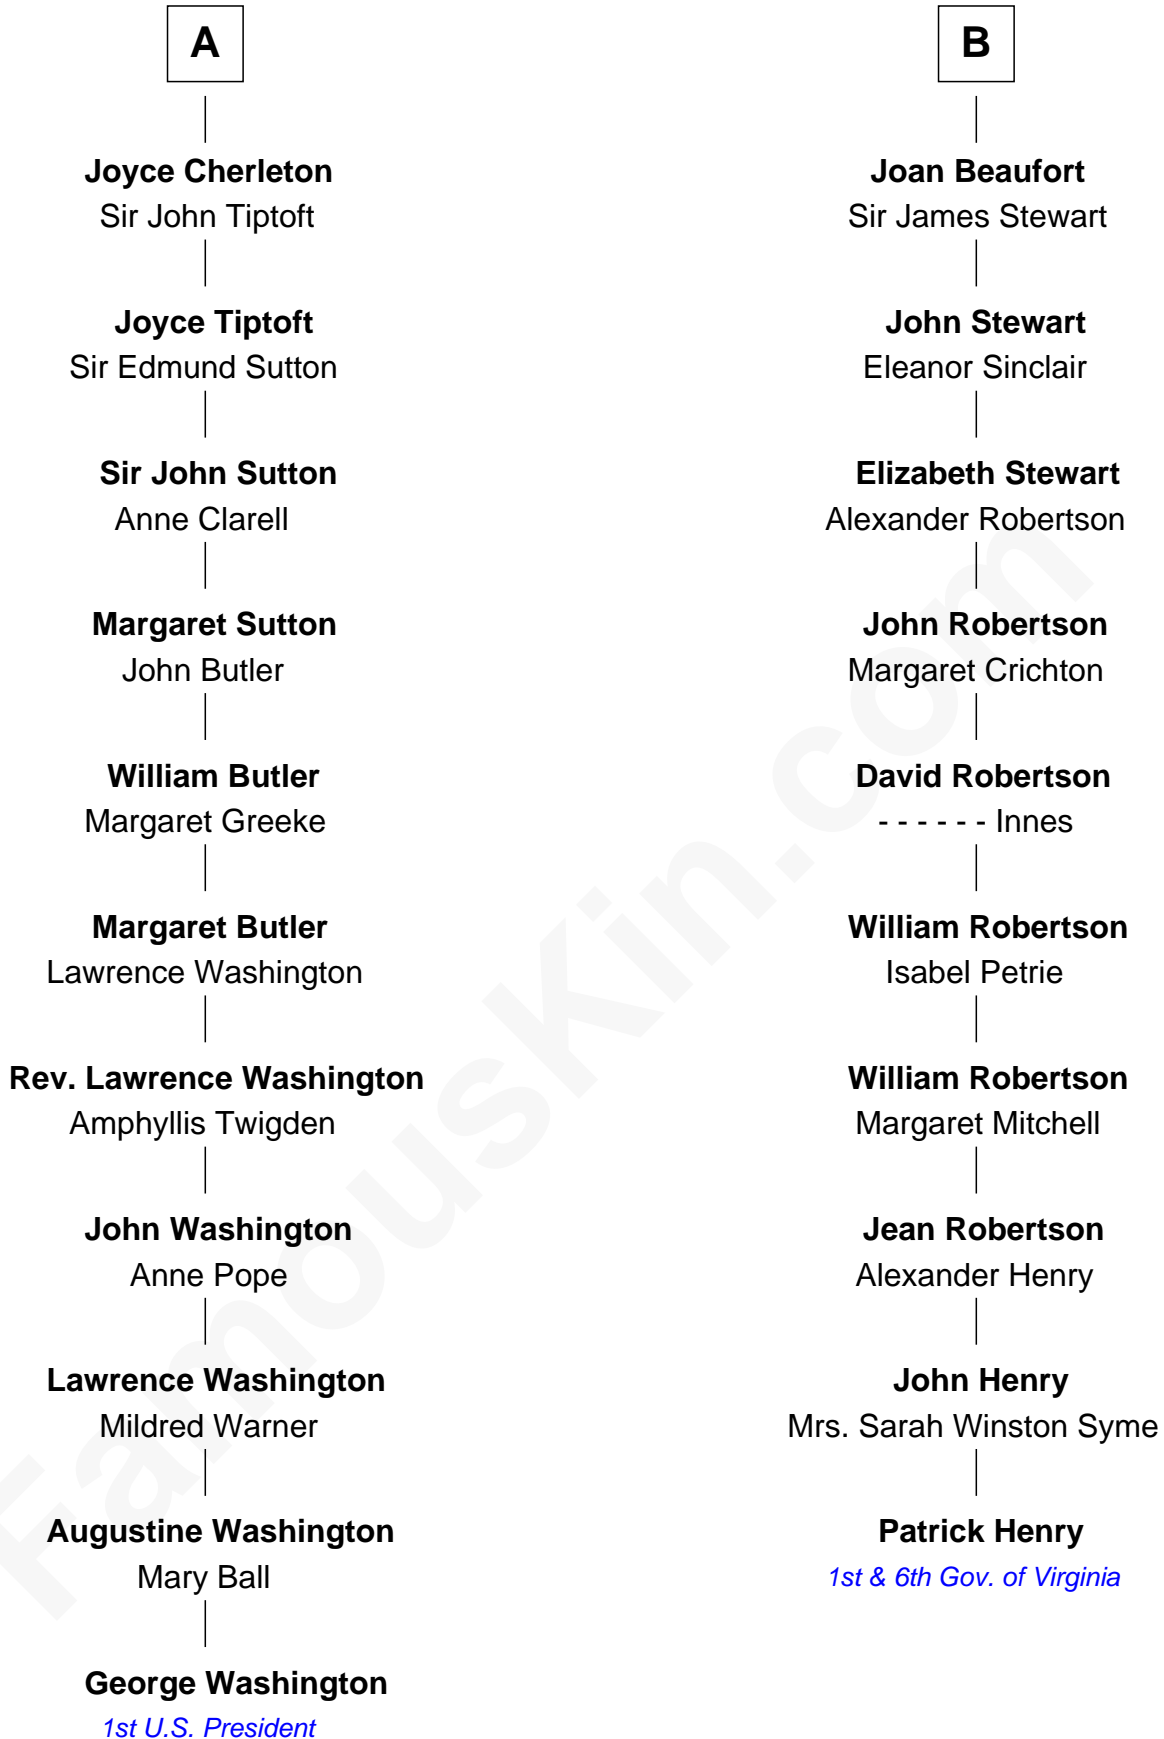 A
Joyce Cherleton
Sir John Tiptoft
Joyce Tiptoft
Sir Edmund Sutton
Sir John Sutton
Anne Clarell
Margaret Sutton
John Butler
William Butler
Margaret Greeke
Margaret Butler
Lawrence Washington
Rev. Lawrence Washington
Amphyllis Twigden
John Washington
Anne Pope
Lawrence Washington
Mildred Warner
Augustine Washington
Mary Ball
George Washington
1st U.S. President
B
Joan Beaufort
Sir James Stewart
John Stewart
Eleanor Sinclair
Elizabeth Stewart
Alexander Robertson
John Robertson
Margaret Crichton
David Robertson
- - - - - - Innes
William Robertson
Isabel Petrie
William Robertson
Margaret Mitchell
Jean Robertson
Alexander Henry
John Henry
Mrs. Sarah Winston Syme
Patrick Henry
1st & 6th Gov. of Virginia
FamousKin.com